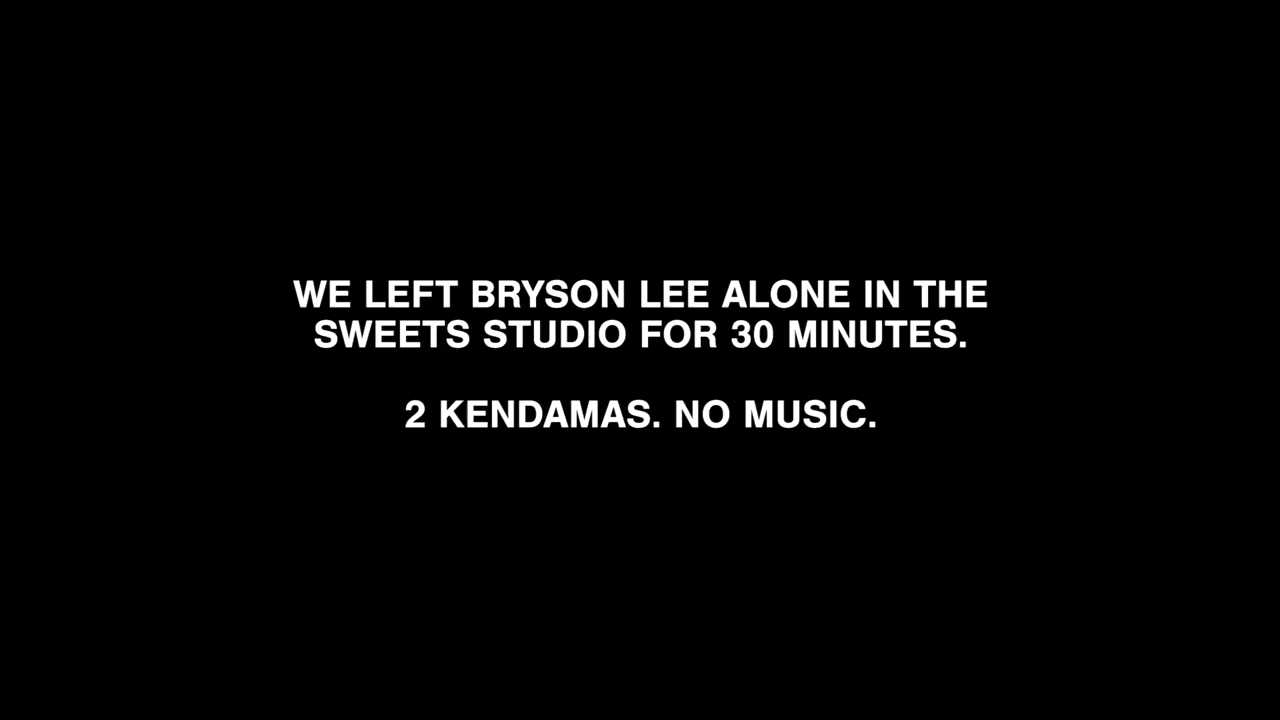 WE LEFT BRYSON LEE ALONE IN THE
SWEETS STUDIO FOR 30 MINUTES.
2 KENDAMAS. NO MUSIC.